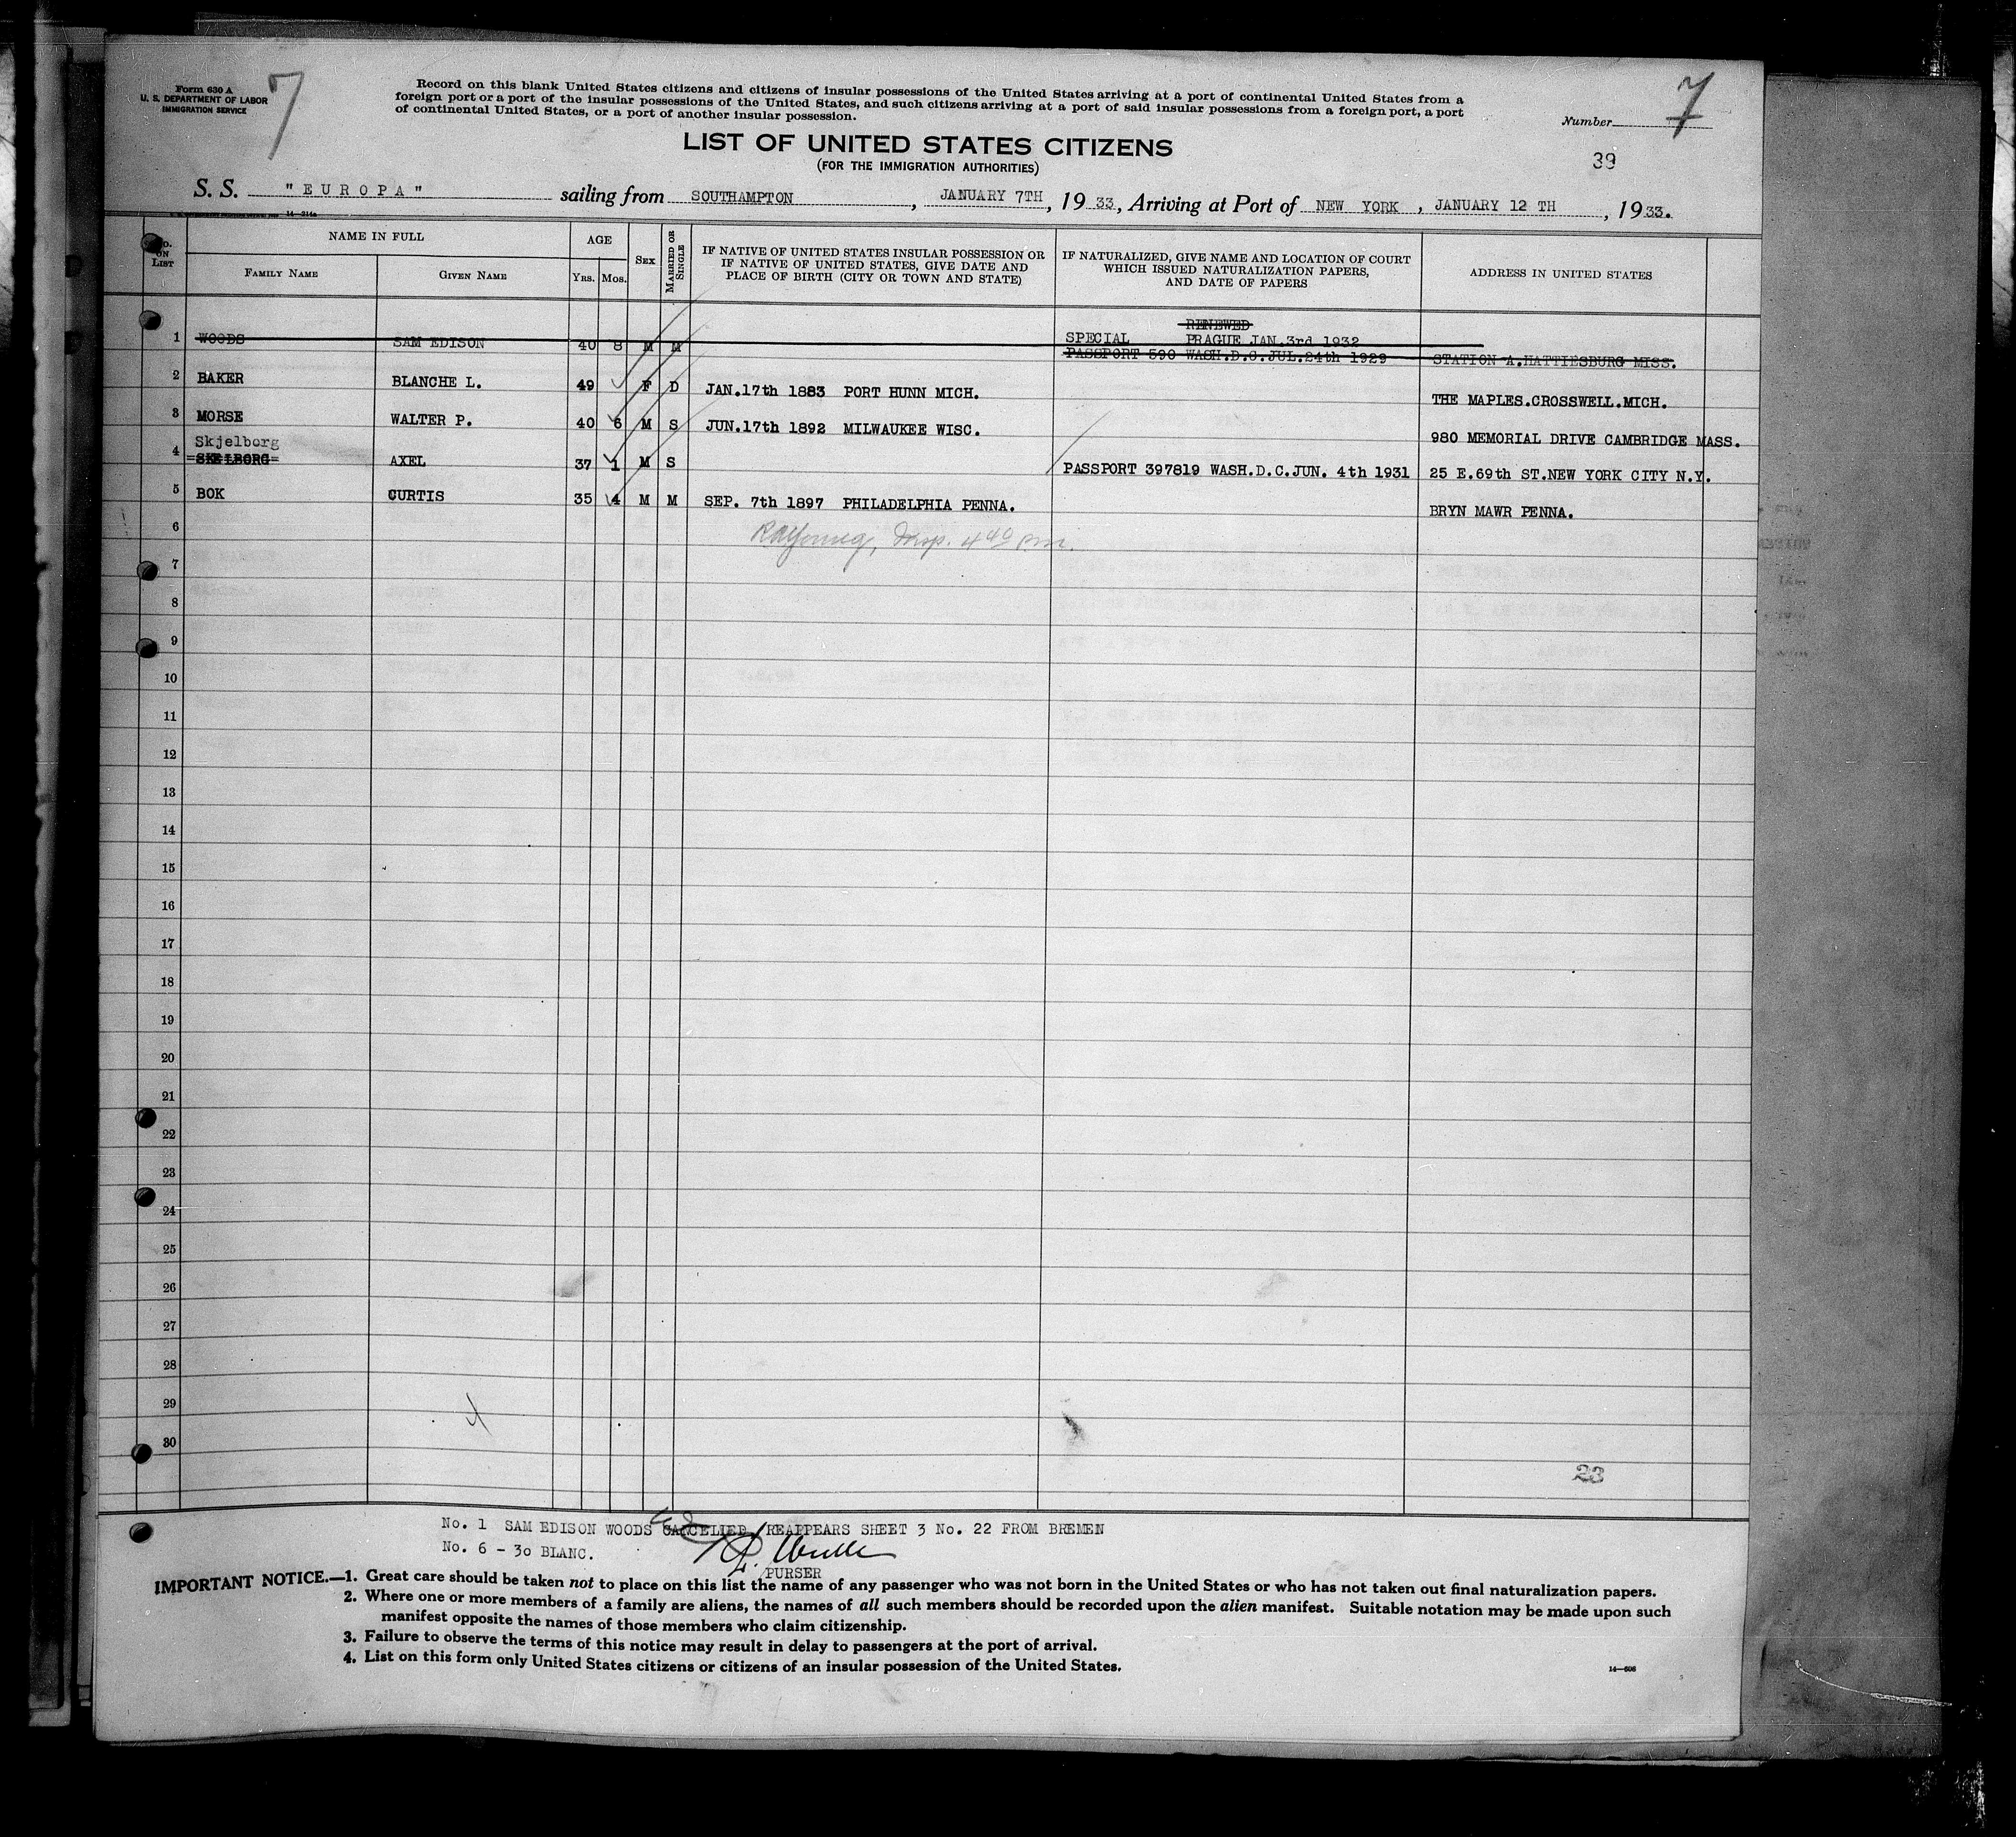 Form 630 A
U. S. DEPARTMENT OF LABOR
IMMIGRATION SERVICE
7
Record on this blank United States citizens and citizens of insular possessions of the United States arriving at a port of continental United States from a
foreign port or a port of the insular possessions of the United States, and such citizens arriving at a port of said insular possessions from a foreign port, a port
of continental United States, or a port of another insular possession.
Number 7
LIST OF UNITED STATES CITIZENS
(FOR THE IMMIGRATION AUTHORITIES)
39
S. S. "EUROPA" sailing from SOUTHAMPTON, JANUARY 7TH, 1933, Arriving at Port of NEW YORK, JANUARY 12 TH, 1933.
14—214a
No. ON LIST
NAME IN FULL
FAMILY NAME
GIVEN NAME
AGE
Yrs. Mos.
SEX
MARRIED OR SINGLE
IF NATIVE OF UNITED STATES INSULAR POSSESSION OR
IF NATIVE OF UNITED STATES, GIVE DATE AND
PLACE OF BIRTH (CITY OR TOWN AND STATE)
IF NATURALIZED, GIVE NAME AND LOCATION OF COURT
WHICH ISSUED NATURALIZATION PAPERS,
AND DATE OF PAPERS
ADDRESS IN UNITED STATES
RENEWED
1 WOODS SAM EDISON 40 8 M M SPECIAL PRAGUE JAN.3rd 1932
PASSPORT 590 WASH.D.C.JUL.24th 1929 STATION A.HATTIESBURG MISS.
2 BAKER BLANCHE L. 49 F D JAN.17th 1883 PORT HUNN MICH. THE MAPLES.CROSSWELL.MICH.
3 MORSE WALTER P. 40 6 M S JUN.17th 1892 MILWAUKEE WISC. 980 MEMORIAL DRIVE CAMBRIDGE MASS.
Skjelborg
4 SKELBORG AXEL 37 1 M S PASSPORT 397819 WASH.D.C.JUN. 4th 1931 25 E.69th ST.NEW YORK CITY N.Y.
5 BOK CURTIS 35 4 M M SEP. 7th 1897 PHILADELPHIA PENNA. BRYN MAWR PENNA.
6 Young, Insp. 4 40 pm.
7
8
9
10
11
12
13
14
15
16
17
18
19
20
21
22
23
24
25
26
27
28
29
30
23
No. 1 SAM EDISON WOODS CANCELIED REAPPEARS SHEET 3 No. 22 FROM BREMEN
No. 6 - 30 BLANC.
PURSER
IMPORTANT NOTICE.—1. Great care should be taken not to place on this list the name of any passenger who was not born in the United States or who has not taken out final naturalization papers.
2. Where one or more members of a family are aliens, the names of all such members should be recorded upon the alien manifest. Suitable notation may be made upon such
manifest opposite the names of those members who claim citizenship.
3. Failure to observe the terms of this notice may result in delay to passengers at the port of arrival.
4. List on this form only United States citizens or citizens of an insular possession of the United States.
14—608